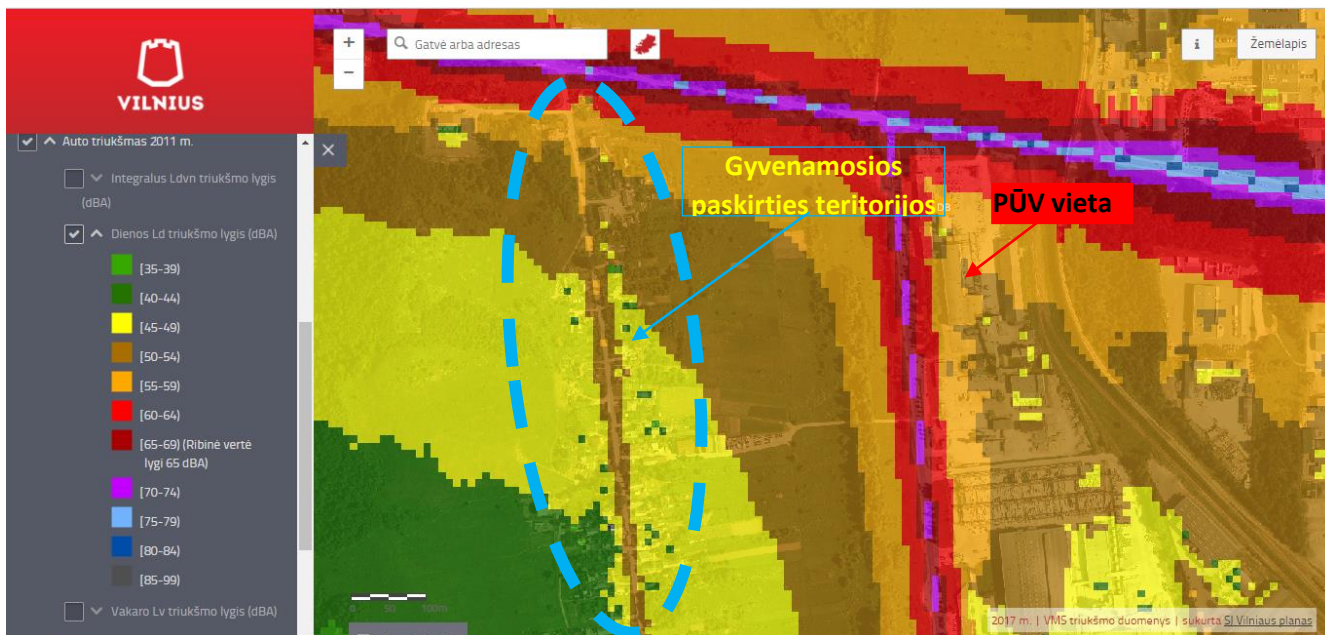 VILNIUS
Auto triukšmas 2011 m.
Integralus Ldvn triukšmo lygis
(dBA)
Dienos Ld triukšmo lygis (dBA)
[35-39)
[40-44)
[45-49)
[50-54)
[55-59)
[60-64)
[65-69) (Ribinė vertė
lygi 65 dBA)
[70-74)
[75-79)
[80-84)
[85-99)
Vakaro Lv triukšmo lygis (dBA)
+
−
Gatvė arba adresas
i
Žemėlapis
Gyvenamosios
paskirties teritorijos
PŪV vieta
0 50 100m
2017 m. | VMS triukšmo duomenys | sukurta SĮ Vilniaus planas